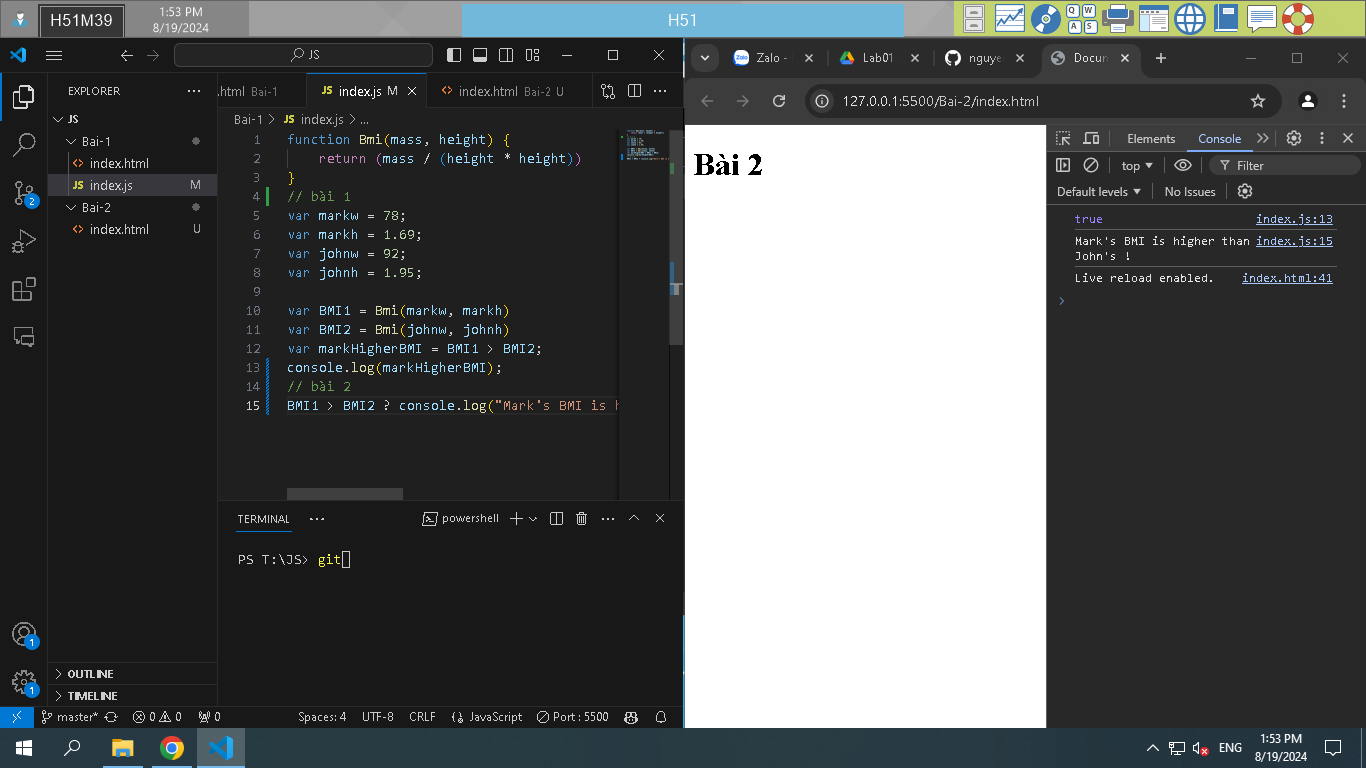 H51M39
1:53 PM
8/19/2024
H51
JS
EXPLORER
.html Bai-1
index.js M
index.html Bai-2 U
JS
Bai-1
index.html
index.js M
Bai-2
index.html U
OUTLINE
TIMELINE
Bai-1 > JS index.js > ...
1 function Bmi(mass, height) {
2 return (mass / (height * height))
3 }
4 // bài 1
5 var markw = 78;
6 var markh = 1.69;
7 var johnw = 92;
8 var johnh = 1.95;
9
10 var BMI1 = Bmi(markw, markh)
11 var BMI2 = Bmi(johnw, johnh)
12 var markHigherBMI = BMI1 > BMI2;
13 console.log(markHigherBMI);
14 // bài 2
15 BMI1 > BMI2 ? console.log("Mark's BMI is h
TERMINAL
powershell
PS T:\JS> git
master*
0 0
0
Spaces: 4
UTF-8
CRLF
{} JavaScript
Port : 5500
Zalo -
Lab01
nguye
Docun
127.0.0.1:5500/Bai-2/index.html
Bài 2
Elements
Console
top
Filter
Default levels
No Issues
true index.js:13
Mark's BMI is higher than index.js:15
John's !
Live reload enabled. index.html:41
ENG
1:53 PM
8/19/2024